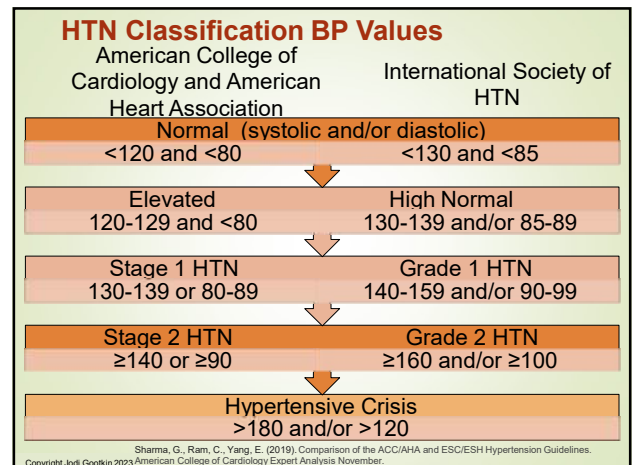 HTN Classification BP Values
American College of
Cardiology and American
Heart Association
International Society of
HTN
Normal (systolic and/or diastolic)
<120 and <80
<130 and <85
Elevated
High Normal
120-129 and <80
130-139 and/or 85-89
Stage 1 HTN
Grade 1 HTN
130-139 or 80-89
140-159 and/or 90-99
Stage 2 HTN
Grade 2 HTN
≥140 or ≥90
≥160 and/or ≥100
Hypertensive Crisis
>180 and/or >120
Sharma, G., Ram, C., Yang, E. (2019). Comparison of the ACC/AHA and ESC/ESH Hypertension Guidelines.
American College of Cardiology Expert Analysis November.
Copyright Jodi Gootkin 2023